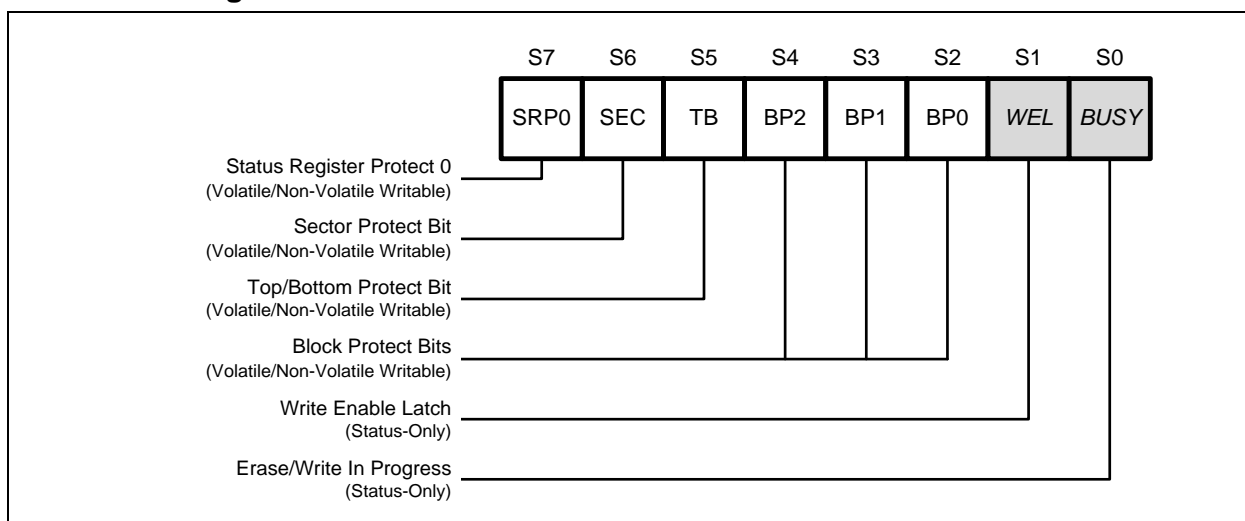 S7 S6 S5 S4 S3 S2 S1 S0
SRP0 SEC TB BP2 BP1 BP0 WEL BUSY
Status Register Protect 0
(Volatile/Non-Volatile Writable)
Sector Protect Bit
(Volatile/Non-Volatile Writable)
Top/Bottom Protect Bit
(Volatile/Non-Volatile Writable)
Block Protect Bits
(Volatile/Non-Volatile Writable)
Write Enable Latch
(Status-Only)
Erase/Write In Progress
(Status-Only)